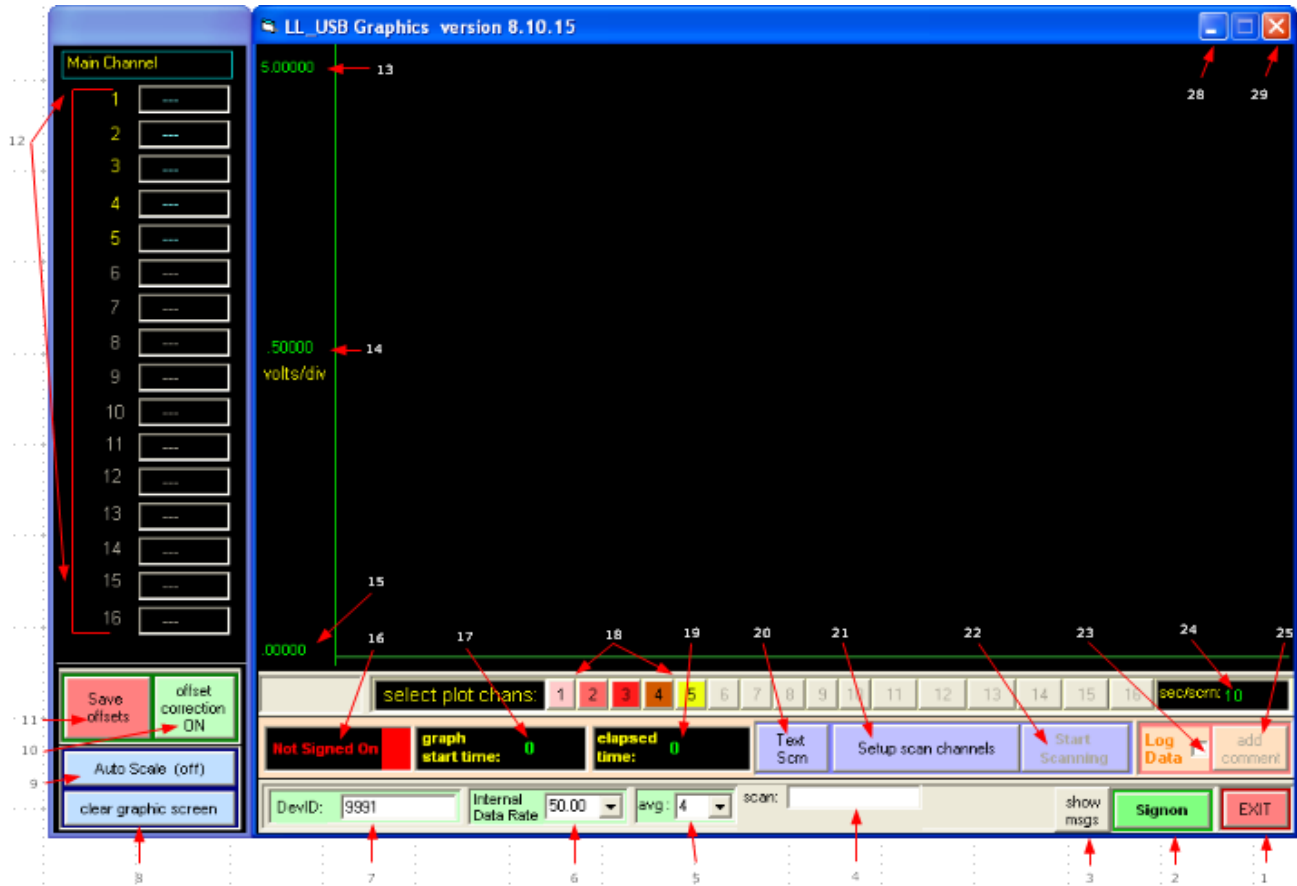 LL_USB Graphics version 8.10.15
Main Channel
5.00000
13
28
29
1 ---
2 ---
12
3 ---
4 ---
5 ---
6 ---
7 ---
8 ---
.50000
14
volts/div
9 ---
10 ---
11 ---
12 ---
13 ---
14 ---
15 ---
16 ---
15
.00000
16
17
18
19
20
21
22
23
24
25
select plot chans: 1 2 3 4 5 6 7 8 9 10 11 12 13 14 15 16
sec/scrn: 10
Save offsets
offset correction ON
11
10
Not Signed On
graph start time: 0
elapsed time: 0
Text Scrn
Setup scan channels
Start Scanning
Log Data
add comment
Auto Scale (off)
9
clear graphic screen
DevID: 9991
Internal Data Rate 50.00
avg: 4
scan:
show msgs
Signon
EXIT
8
7
6
5
4
3
2
1